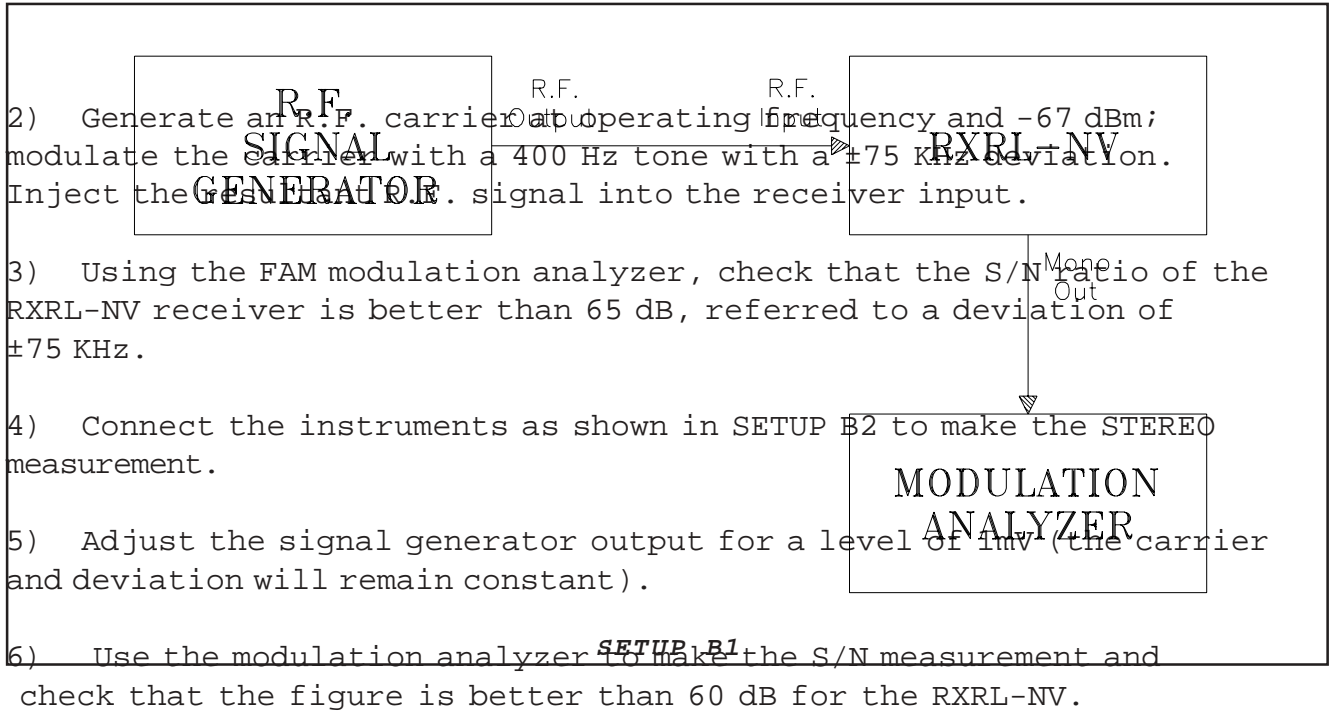 R.F.
SIGNAL
GENERATOR
R.F.
Output
R.F.
Input
RXRL-NV
Mono
Out
MODULATION
ANALYZER
2) Generate an R.F. carrier at operating frequency and -67 dBm;
modulate the carrier with a 400 Hz tone with a ±75 KHz deviation.
Inject the resultant R.F. signal into the receiver input.
3) Using the FAM modulation analyzer, check that the S/N ratio of the
RXRL-NV receiver is better than 65 dB, referred to a deviation of
±75 KHz.
4) Connect the instruments as shown in SETUP B2 to make the STEREO
measurement.
5) Adjust the signal generator output for a level of 1mV (the carrier
and deviation will remain constant).
SETUP B1
6) Use the modulation analyzer to make the S/N measurement and
check that the figure is better than 60 dB for the RXRL-NV.